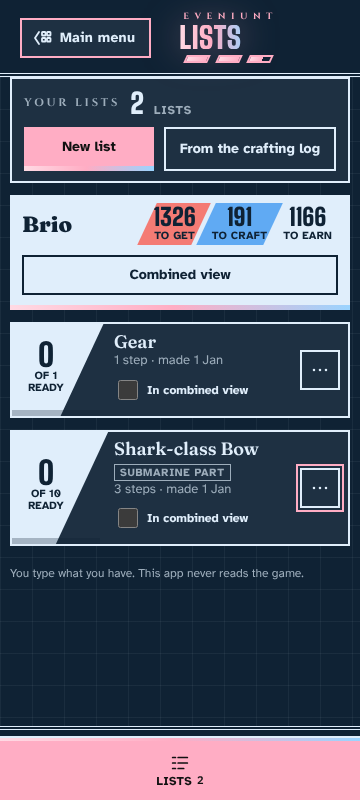 Main menu
EVENIUNT
LISTS
YOUR LISTS 2 LISTS
New list
From the crafting log
Brio
1326 TO GET
191 TO CRAFT
1166 TO EARN
Combined view
0 OF 1 READY
Gear
1 step · made 1 Jan
In combined view
...
0 OF 10 READY
Shark-class Bow
SUBMARINE PART
3 steps · made 1 Jan
In combined view
...
You type what you have. This app never reads the game.
LISTS 2